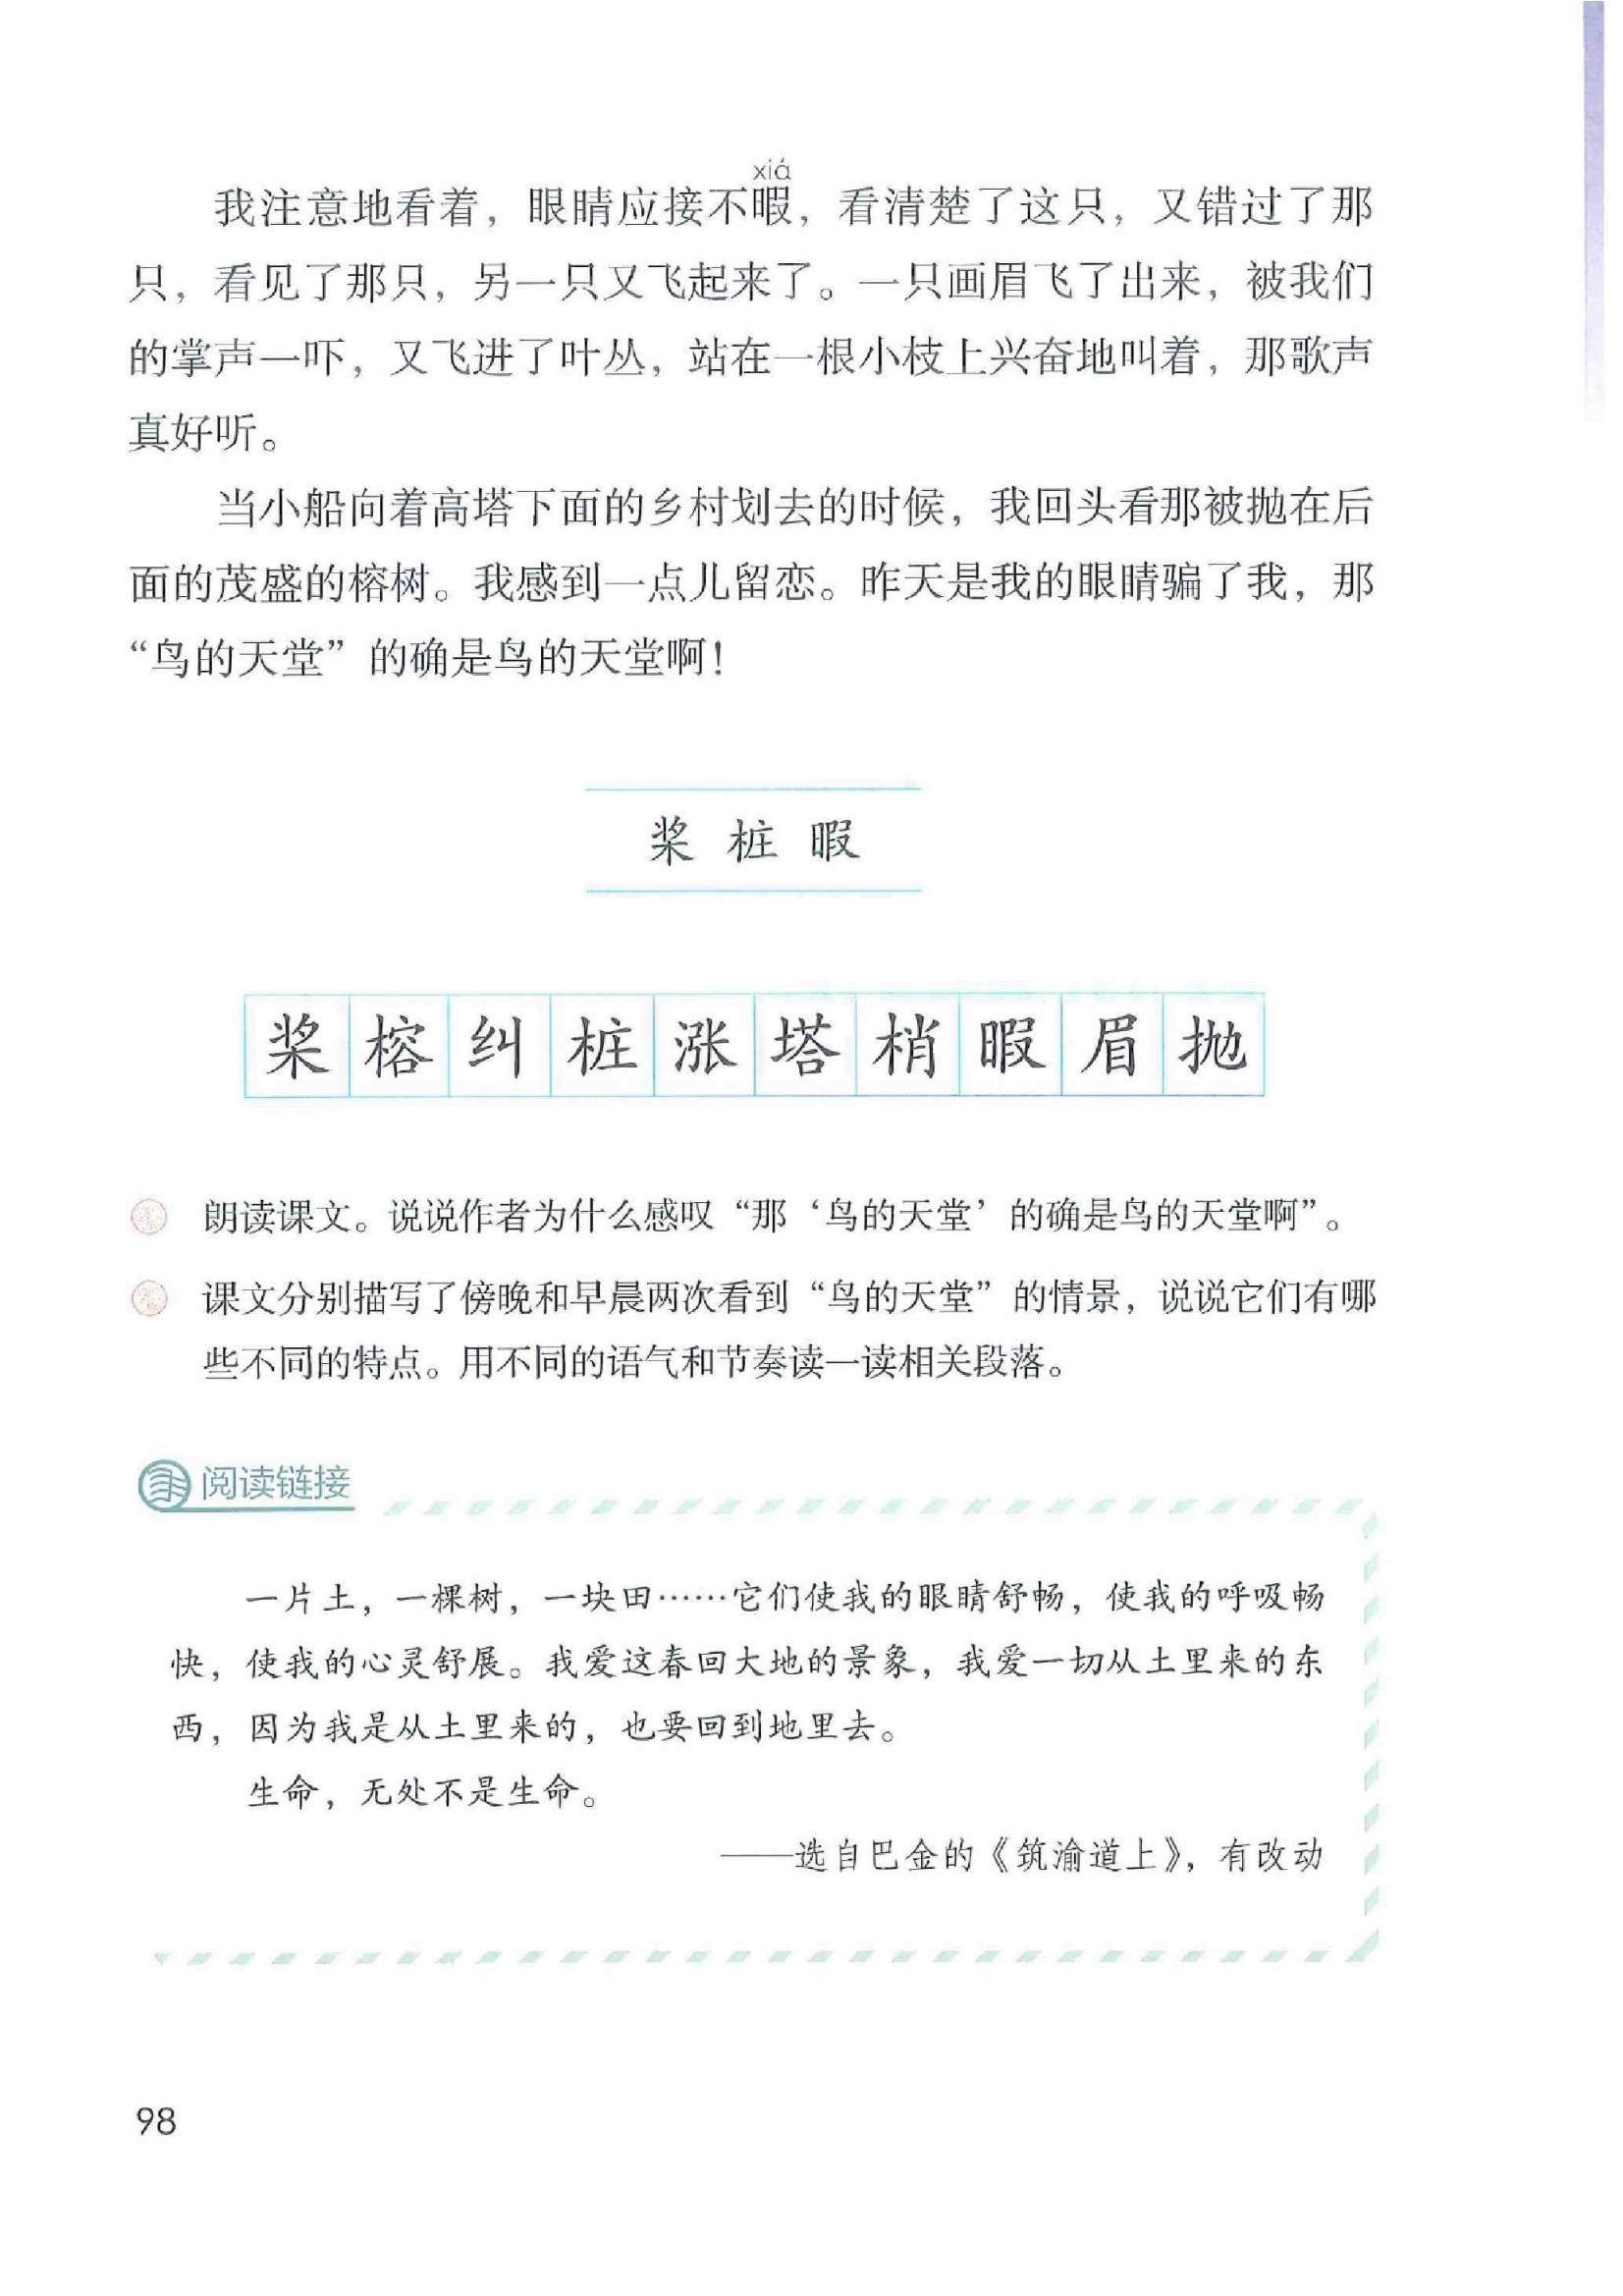 xiá
我注意地看着，眼睛应接不暇，看清楚了这只，又错过了那
只，看见了那只，另一只又飞起来了。一只画眉飞了出来，被我们
的掌声一吓，又飞进了叶丛，站在一根小枝上兴奋地叫着，那歌声
真好听。
当小船向着高塔下面的乡村划去的时候，我回头看那被抛在后
面的茂盛的榕树。我感到一点儿留恋。昨天是我的眼睛骗了我，那
“鸟的天堂”的确是鸟的天堂啊！
桨 桩 暇
桨 榕 纠 桩 涨 塔 梢 暇 眉 抛
朗读课文。说说作者为什么感叹“那‘鸟的天堂’的确是鸟的天堂啊”。
课文分别描写了傍晚和早晨两次看到“鸟的天堂”的情景，说说它们有哪
些不同的特点。用不同的语气和节奏读一读相关段落。
阅读链接
一片土，一棵树，一块田……它们使我的眼睛舒畅，使我的呼吸畅
快，使我的心灵舒展。我爱这春回大地的景象，我爱一切从土里来的东
西，因为我是从土里来的，也要回到地里去。
生命，无处不是生命。
——选自巴金的《筑渝道上》，有改动
98